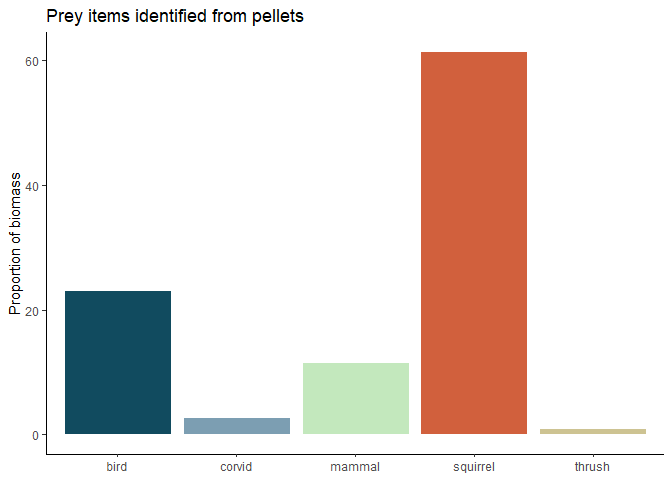 Prey items identified from pellets
Proportion of biomass
60
40
20
0
bird corvid mammal squirrel thrush